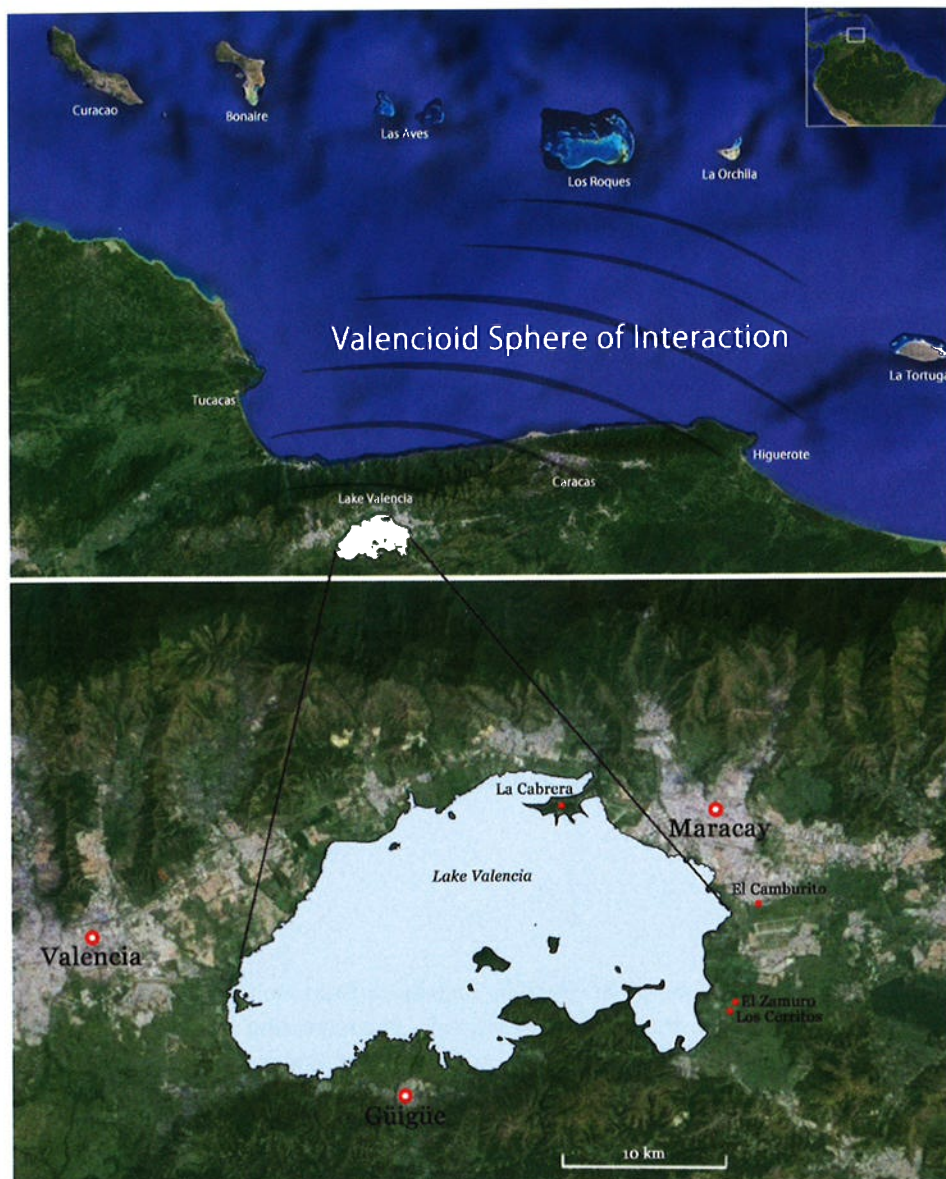 Curacao
Bonaire
Las Aves
Los Roques
La Orchila
Valencioid Sphere of Interaction
La Tortuga
Tucacas
Higuerote
Caracas
Lake Valencia
La Cabrera
Maracay
Lake Valencia
El Camburito
Valencia
El Zamuro
Los Cerritos
Güigüe
10 km